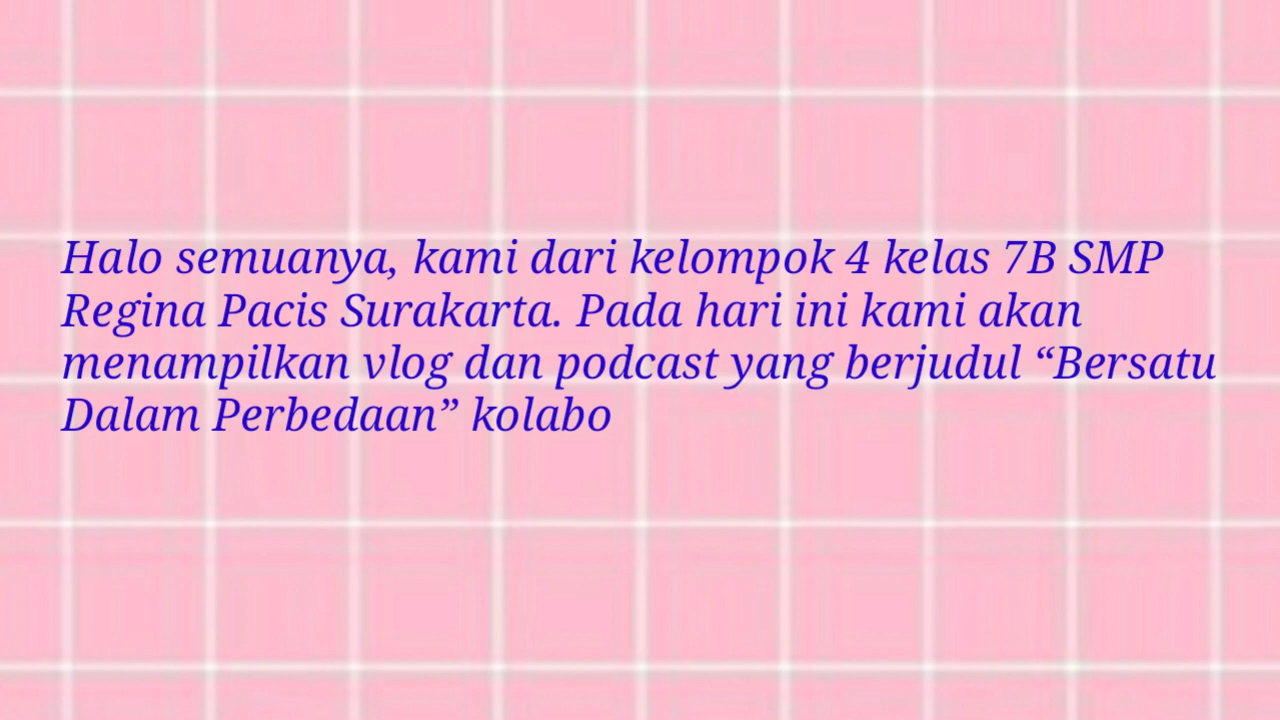 Halo semuanya, kami dari kelompok 4 kelas 7B SMP
Regina Pacis Surakarta. Pada hari ini kami akan
menampilkan vlog dan podcast yang berjudul “Bersatu
Dalam Perbedaan” kolabo